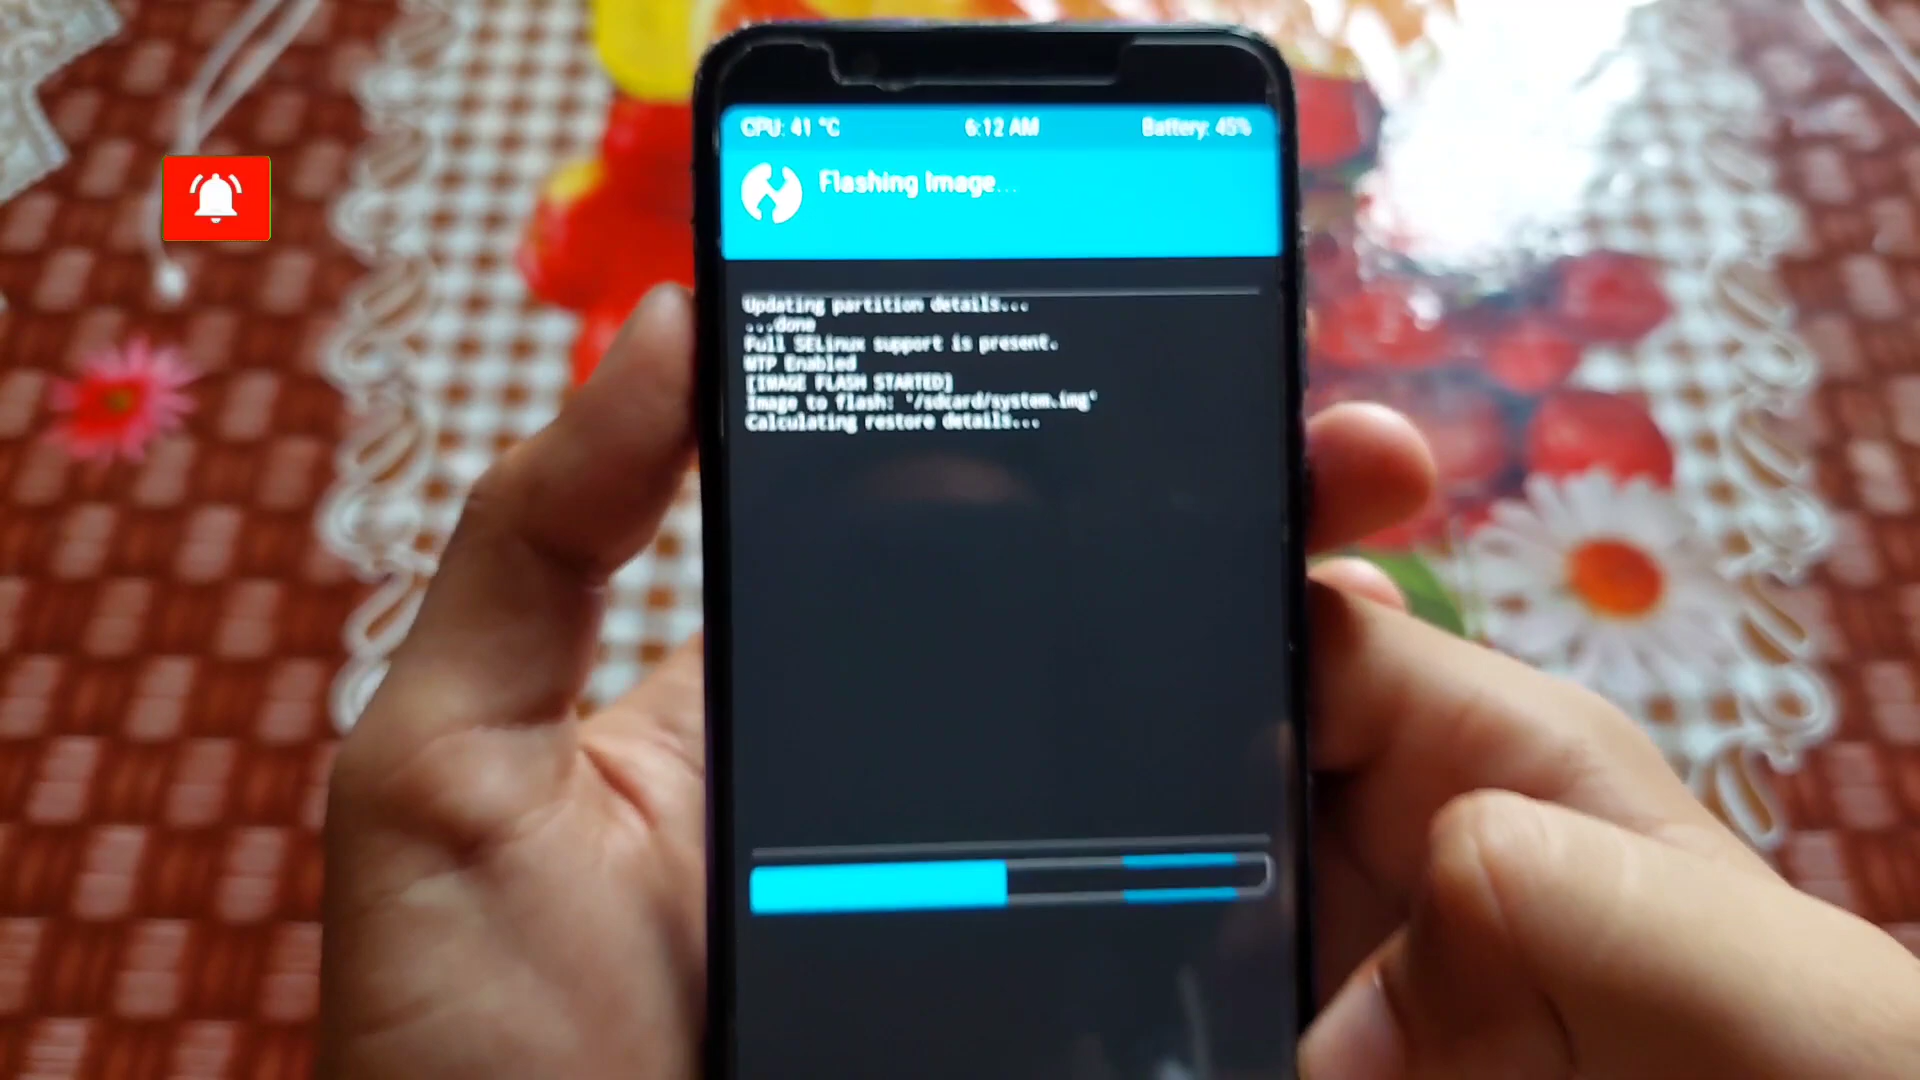 CPU: 41 °C 6:12 AM Battery: 45%
Flashing Image...
Updating partition details...
...done
Full SELinux support is present.
MTP Enabled
[IMAGE FLASH STARTED]
Image to flash: '/sdcard/system.img'
Calculating restore details...